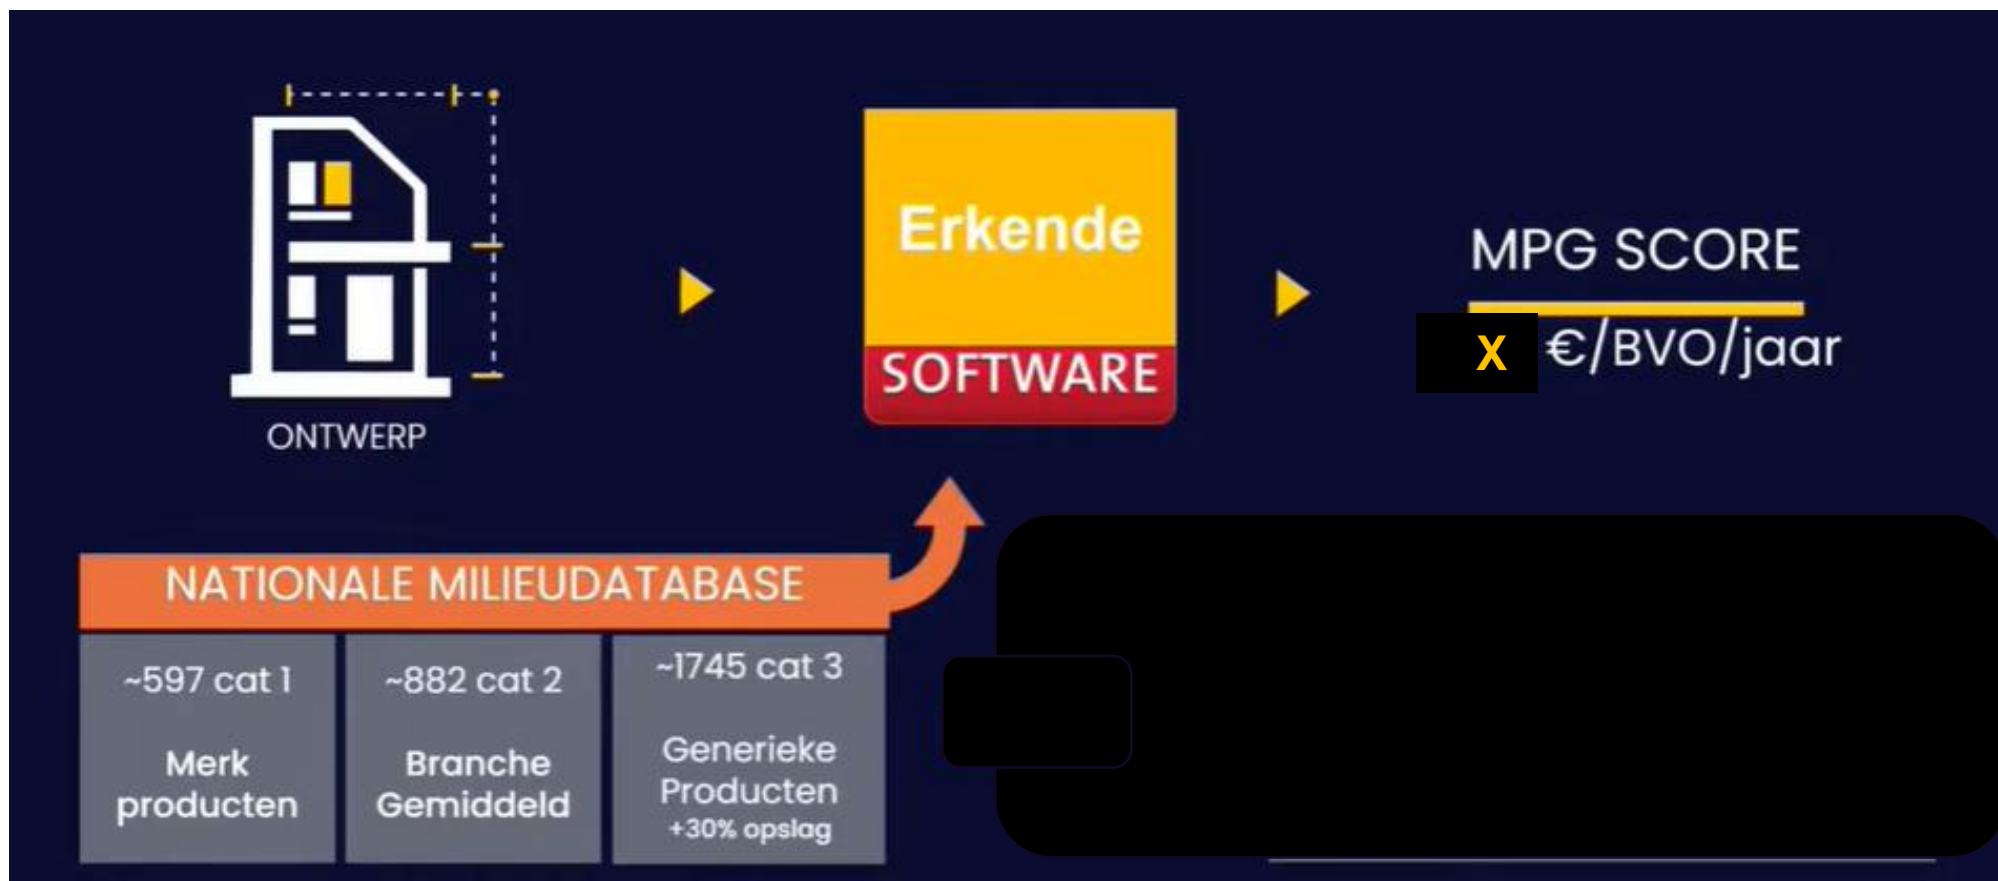 ONTWERP
Erkende
SOFTWARE
MPG SCORE
X €/BVO/jaar
NATIONALE MILIEUDATABASE
~597 cat 1
Merk
producten
~882 cat 2
Branche
Gemiddeld
~1745 cat 3
Generieke
Producten
+30% opslag